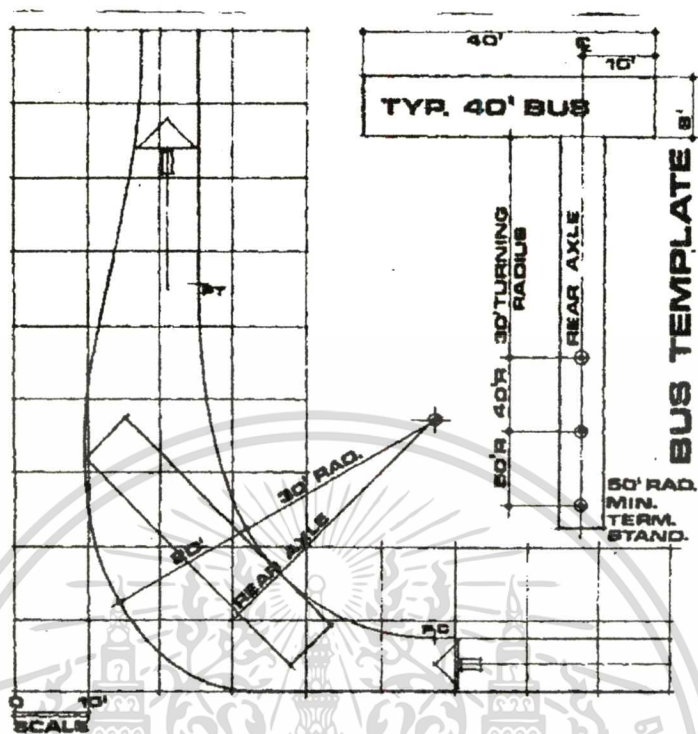 40'
℄
10'
TYP. 40' BUS
8'
BUS TEMPLATE
30' TURNING
RADIUS
REAR AXLE
40'R
50'R
50' RAD.
MIN.
TERM.
STAND.
PT
30' RAD.
20'
REAR AXLE
PC
0 10'
SCALE